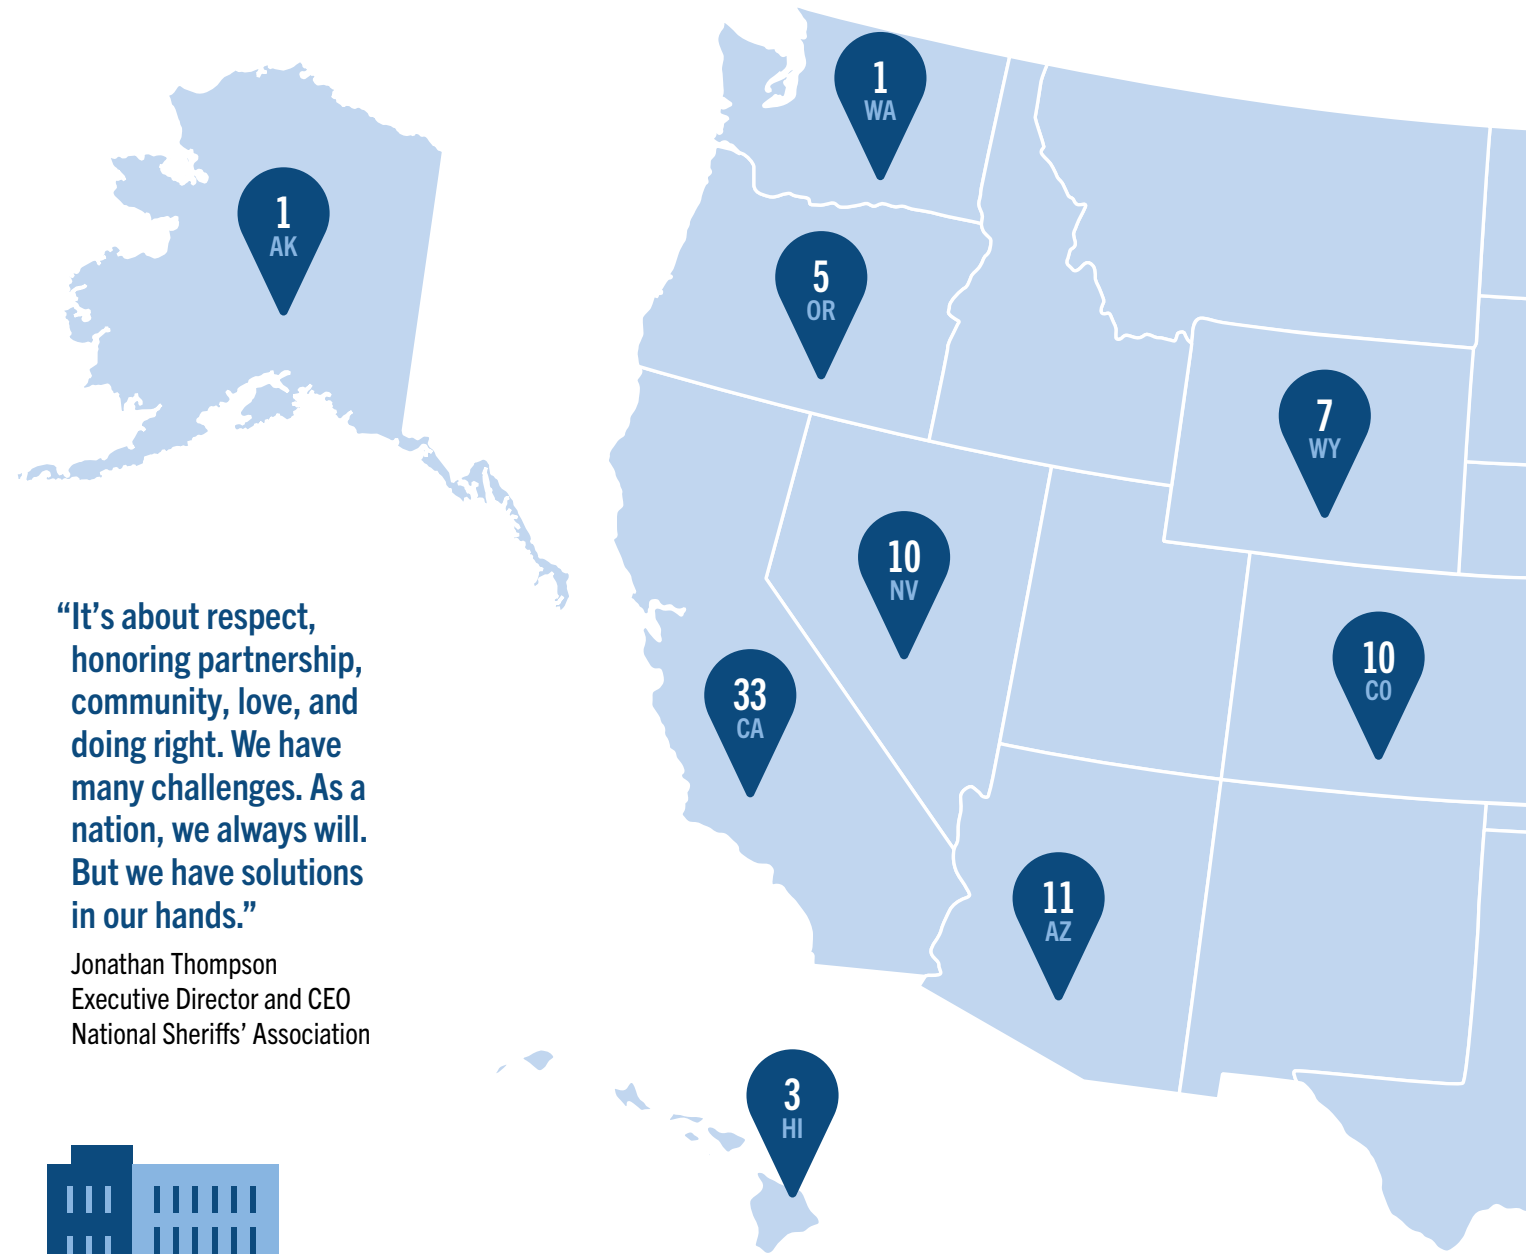 1
WA
1
AK
5
OR
7
WY
10
NV
10
CO
33
CA
11
AZ
3
HI
“It’s about respect,
honoring partnership,
community, love, and
doing right. We have
many challenges. As a
nation, we always will.
But we have solutions
in our hands.”
Jonathan Thompson
Executive Director and CEO
National Sheriffs’ Association